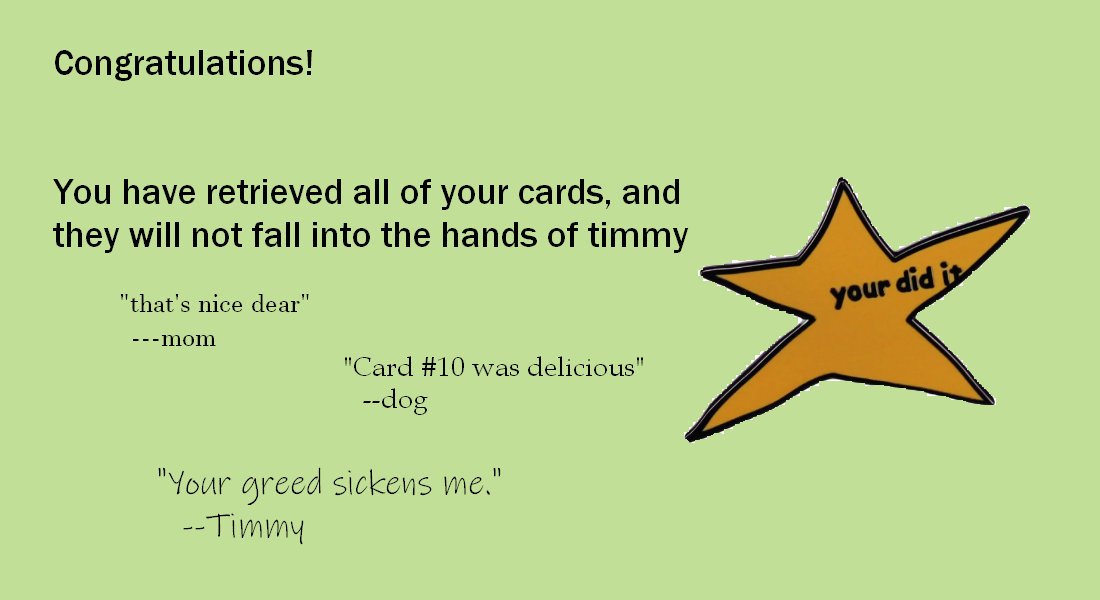 Congratulations!
You have retrieved all of your cards, and
they will not fall into the hands of timmy
your did it
"that's nice dear"
---mom
"Card #10 was delicious"
--dog
"Your greed sickens me."
--Timmy